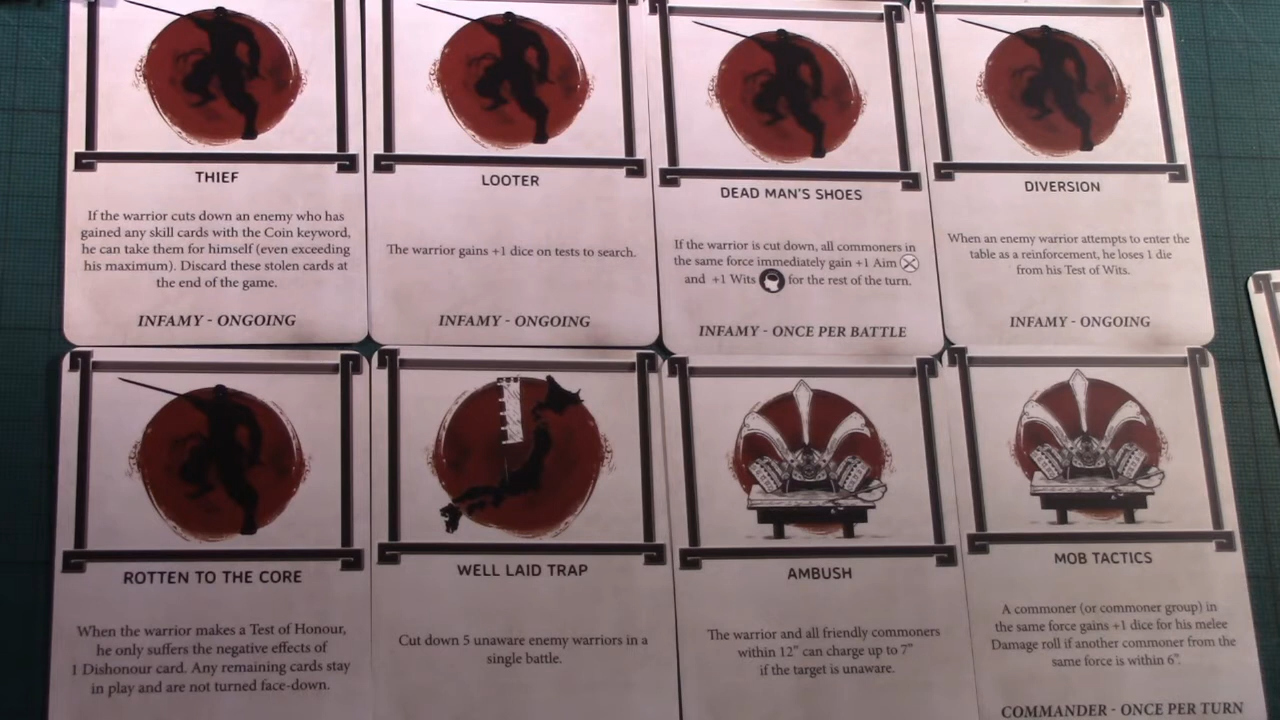 THIEF
If the warrior cuts down an enemy who has
gained any skill cards with the Coin keyword,
he can take them for himself (even exceeding
his maximum). Discard these stolen cards at
the end of the game.
INFAMY - ONGOING
LOOTER
The warrior gains +1 dice on tests to search.
INFAMY - ONGOING
DEAD MAN'S SHOES
If the warrior is cut down, all commoners in
the same force immediately gain +1 Aim
and +1 Wits for the rest of the turn.
INFAMY - ONCE PER BATTLE
DIVERSION
When an enemy warrior attempts to enter the
table as a reinforcement, he loses 1 die
from his Test of Wits.
INFAMY - ONGOING
ROTTEN TO THE CORE
When the warrior makes a Test of Honour,
he only suffers the negative effects of
1 Dishonour card. Any remaining cards stay
in play and are not turned face-down.
WELL LAID TRAP
Cut down 5 unaware enemy warriors in a
single battle.
AMBUSH
The warrior and all friendly commoners
within 12" can charge up to 7"
if the target is unaware.
MOB TACTICS
A commoner (or commoner group) in
the same force gains +1 dice for his melee
Damage roll if another commoner from the
same force is within 6".
COMMANDER - ONCE PER TURN